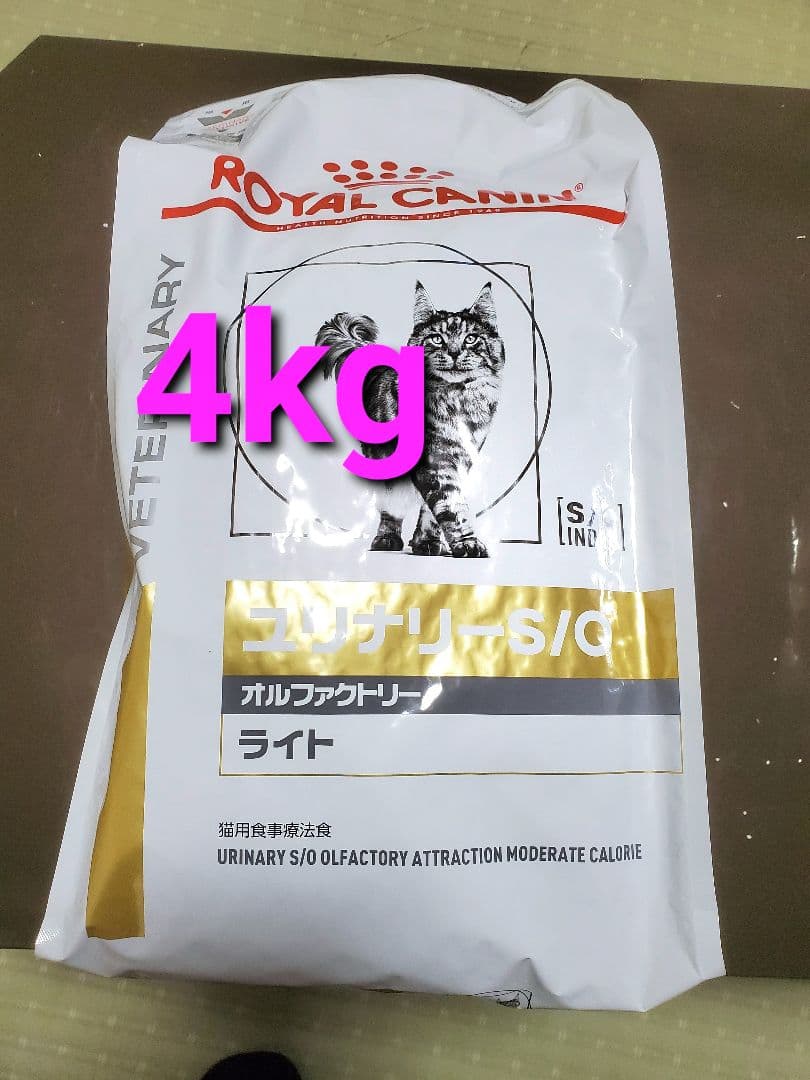 ROYAL CANIN®
HEALTH NUTRITION SINCE 1968
VETERINARY
4kg
S/
IND
ユリナリーS/O
オルファクトリー
ライト
猫用食事療法食
URINARY S/O OLFACTORY ATTRACTION MODERATE CALORIE